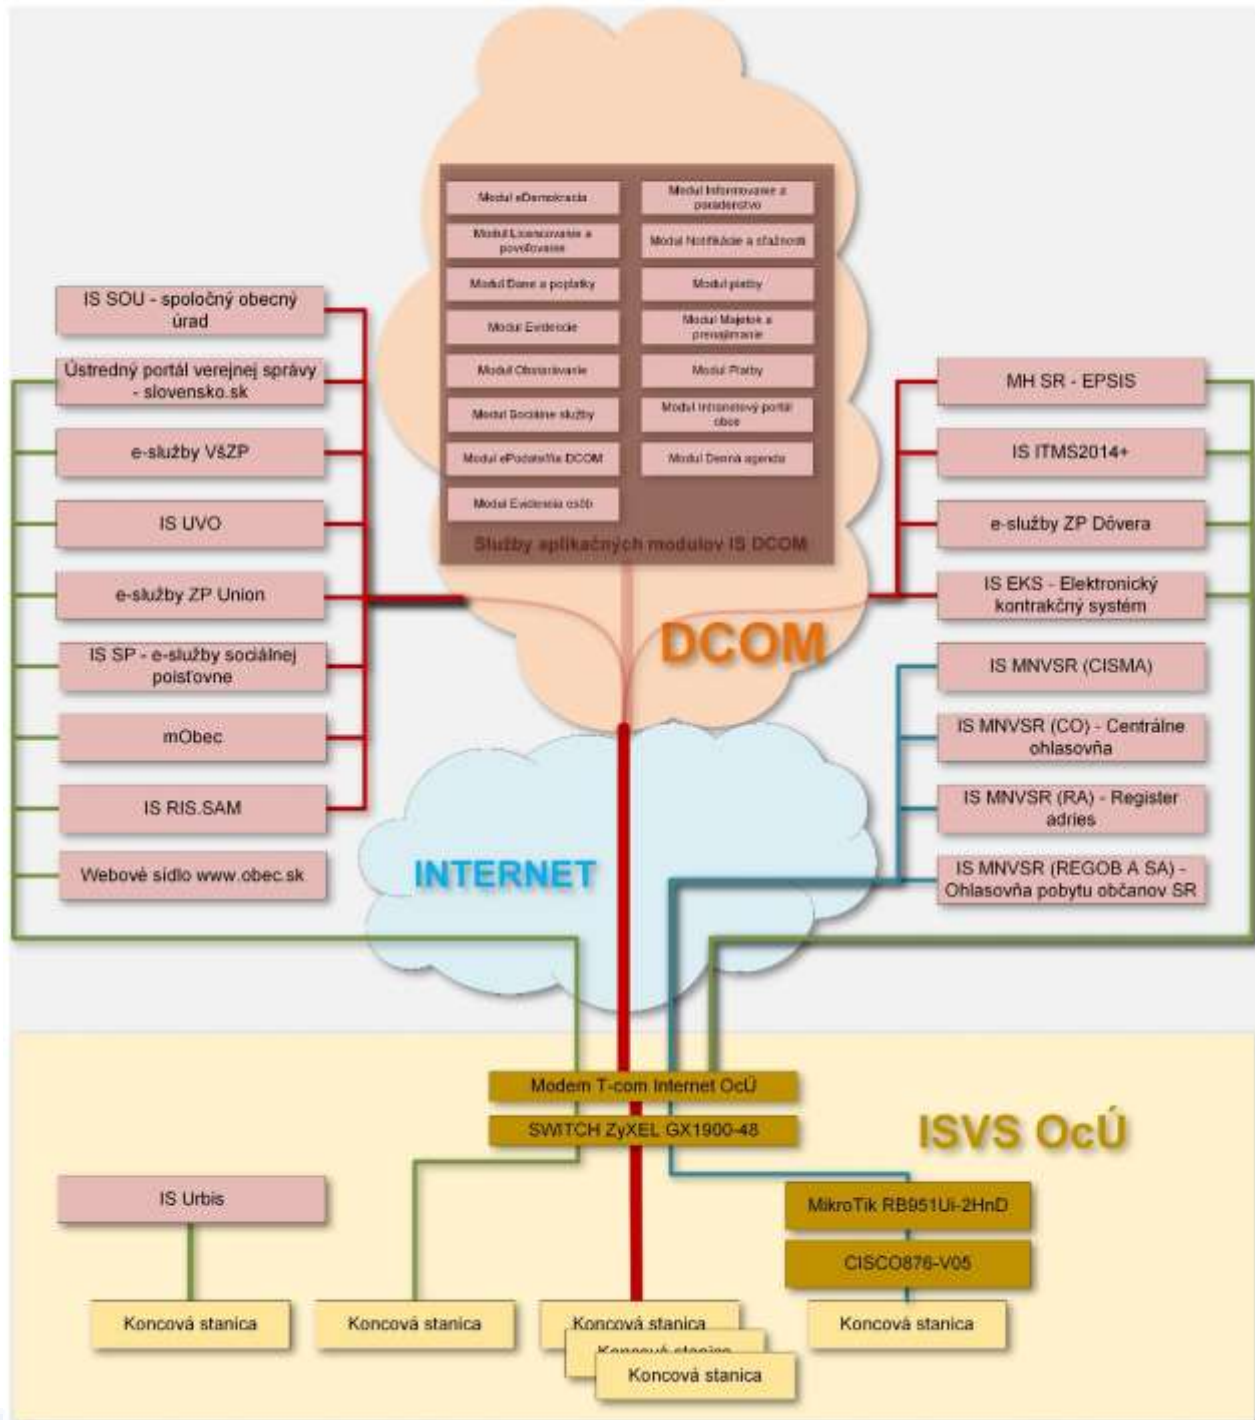 Modul eDemokracia
Modul Informovanie a
poradenstvo
Modul Licencovanie a
povoľovanie
Modul Notifikácie a sťažnosti
Modul Dane a poplatky
Modul platby
Modul Evidencie
Modul Majetok a
prenajímanie
Modul Obstarávanie
Modul Platby
Modul Sociálne služby
Modul Intranetový portál
obce
Modul ePodateľňa DCOM
Modul Denná agenda
Modul Evidencia osôb
Služby aplikačných modulov IS DCOM
DCOM
IS SOU - spoločný obecný
úrad
Ústredný portál verejnej správy
- slovensko.sk
e-služby VšZP
IS UVO
e-služby ZP Union
IS SP - e-služby sociálnej
poisťovne
mObec
IS RIS.SAM
Webové sídlo www.obec.sk
MH SR - EPSIS
IS ITMS2014+
e-služby ZP Dôvera
IS EKS - Elektronický
kontrakčný systém
IS MNVSR (CISMA)
IS MNVSR (CO) - Centrálne
ohlasovňa
IS MNVSR (RA) - Register
adries
IS MNVSR (REGOB A SA) -
Ohlasovňa pobytu občanov SR
INTERNET
Modem T-com Internet OcÚ
SWITCH ZyXEL GX1900-48
ISVS OcÚ
IS Urbis
MikroTik RB951Ui-2HnD
CISCO876-V05
Koncová stanica
Koncová stanica
Koncová stanica
Koncová stanica
Koncová stanica
Koncová stanica